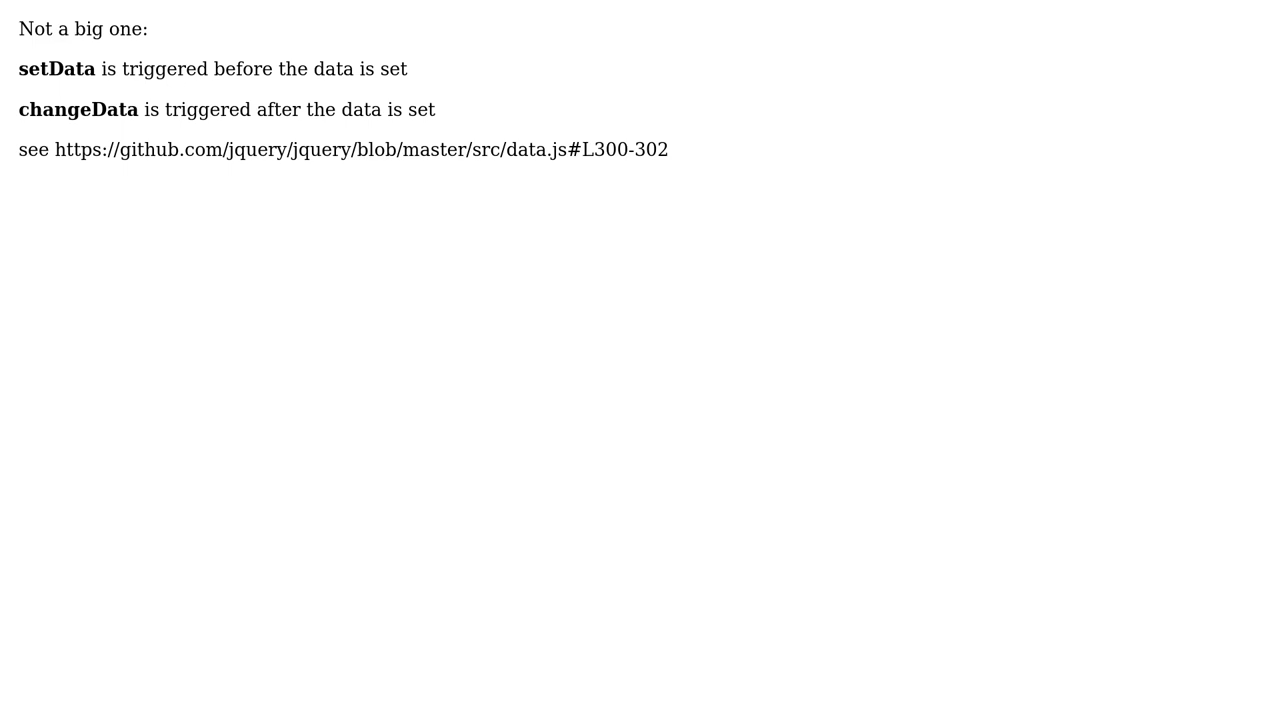 Not a big one:
setData is triggered before the data is set
changeData is triggered after the data is set
see https://github.com/jquery/jquery/blob/master/src/data.js#L300-302